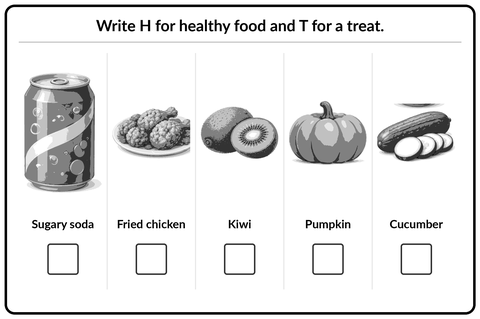 Write H for healthy food and T for a treat.
Sugary soda
Fried chicken
Kiwi
Pumpkin
Cucumber